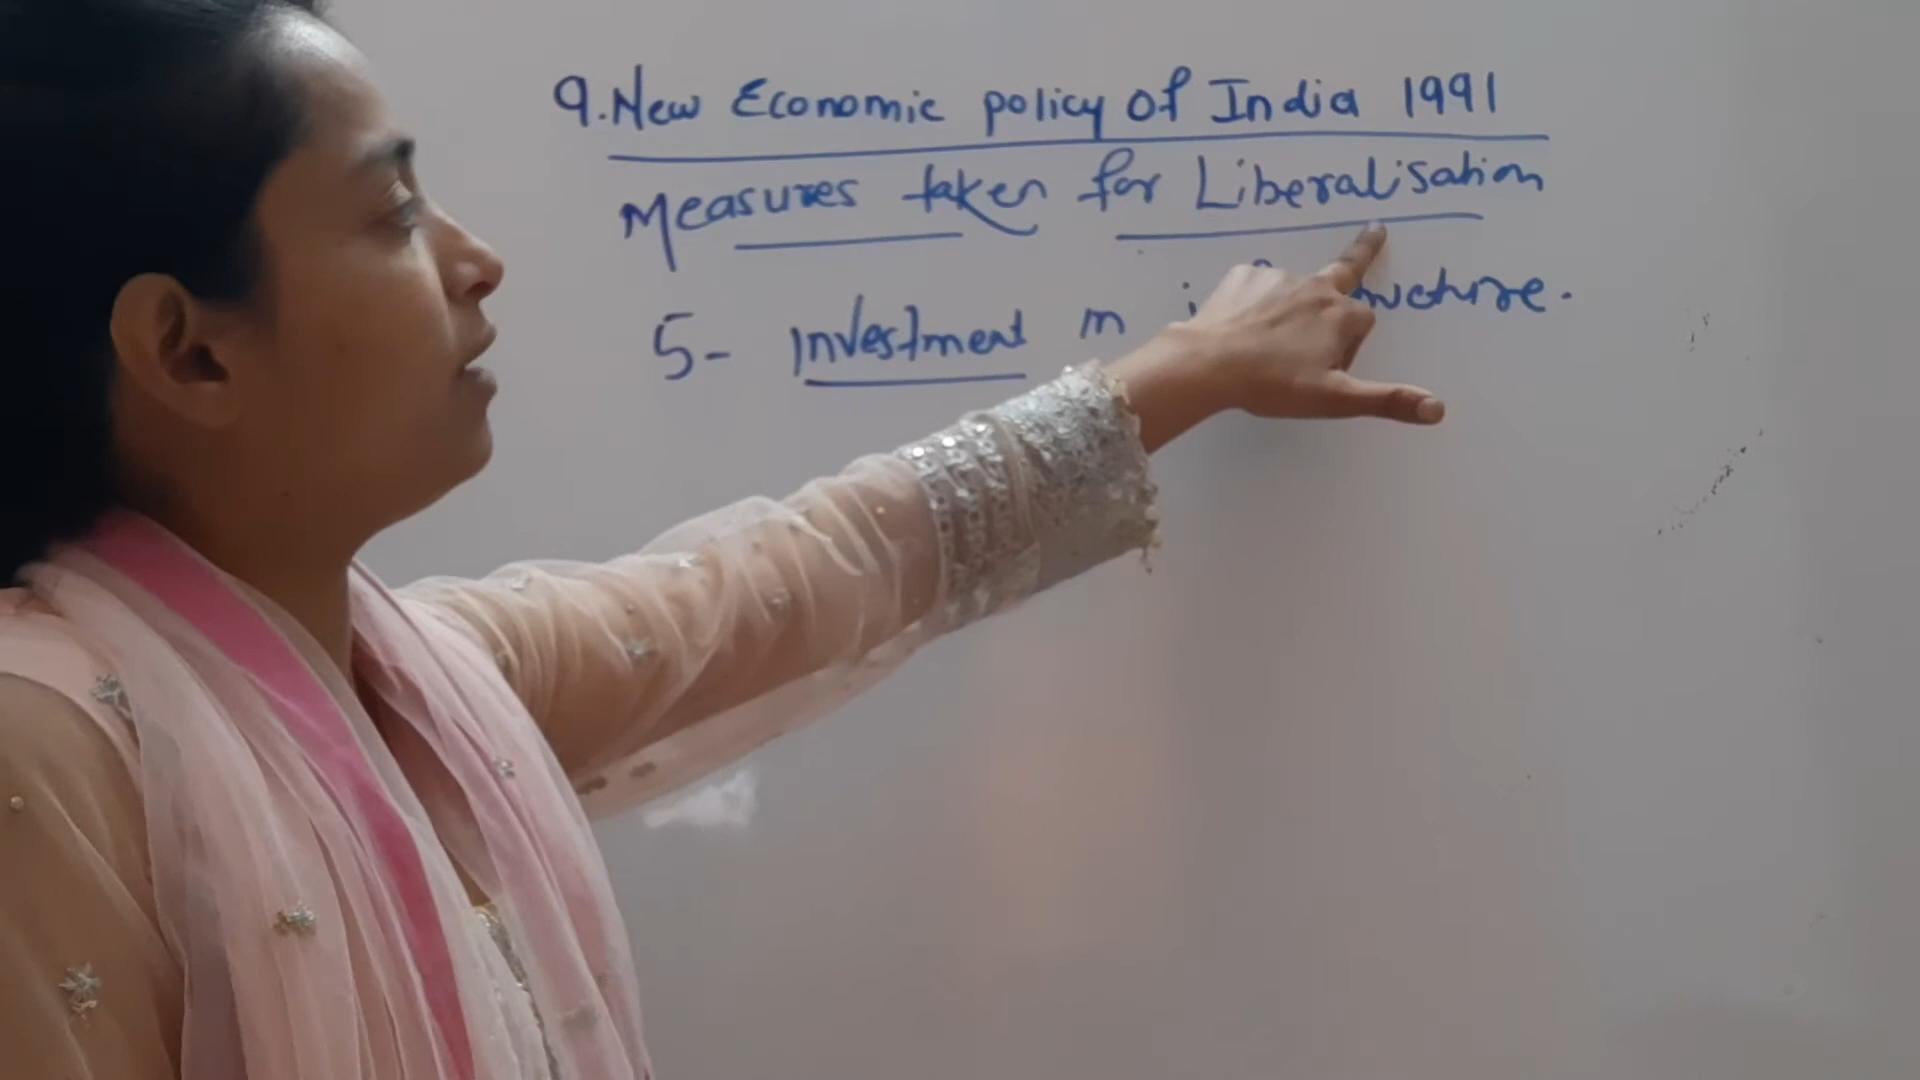 9. New Economic policy of India 1991
Measures taken for Liberalisation
5- Investment in